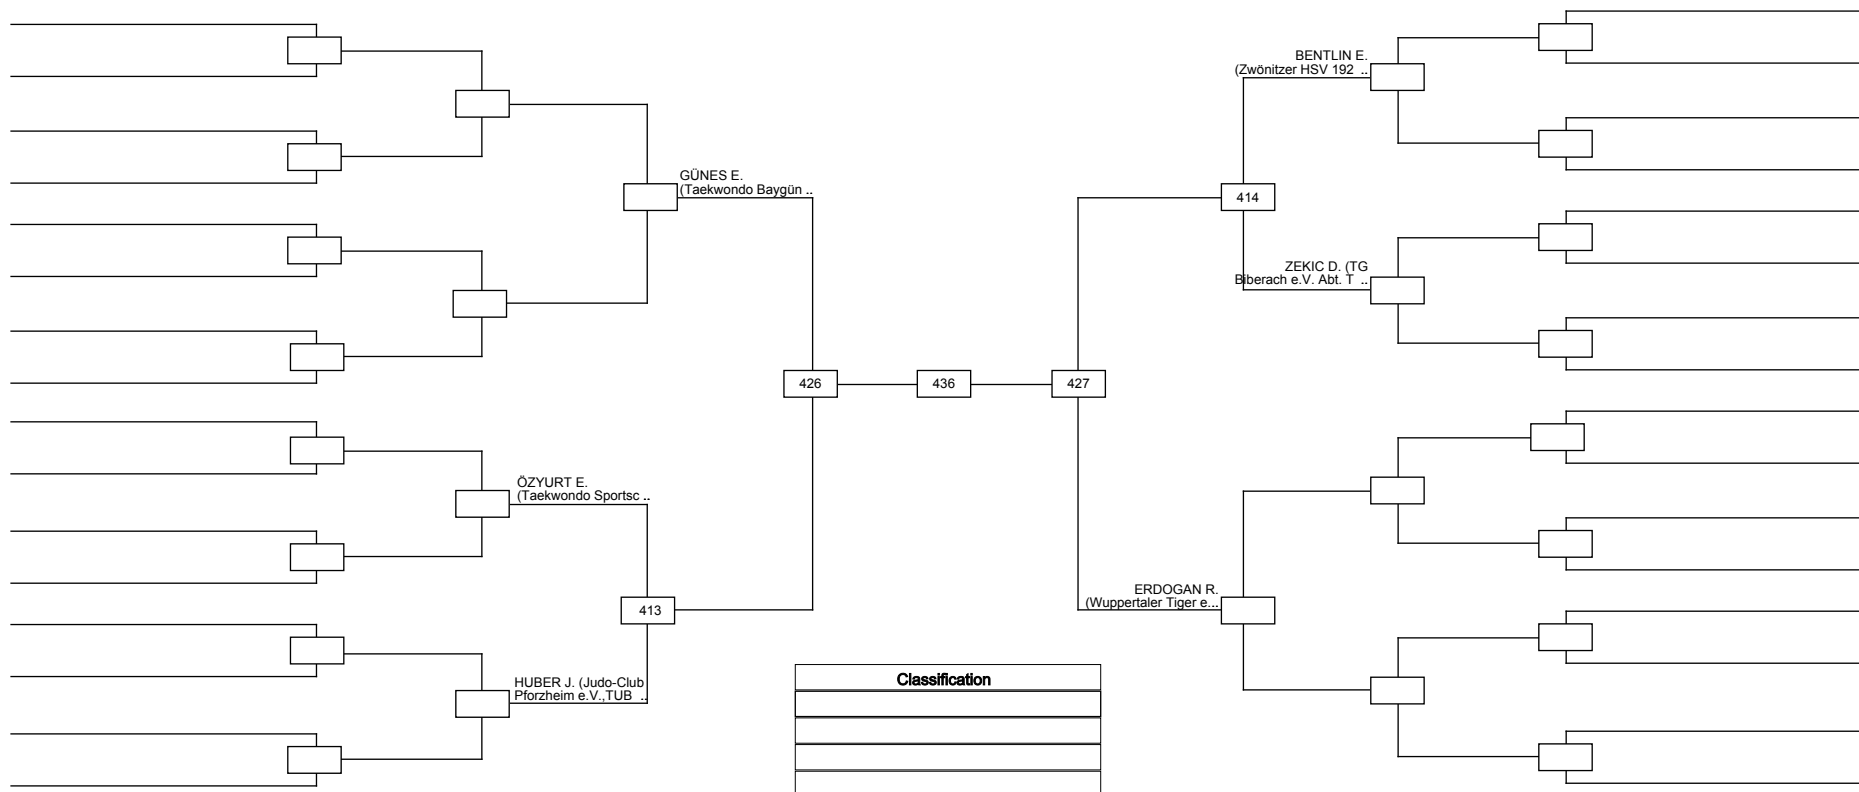 BENTLIN E.
(Zwönitzer HSV 192 ..
GÜNES E.
(Taekwondo Baygün ..
414
ZEKIC D. (TG
Biberach e.V. Abt. T ..
426
436
427
ÖZYURT E.
(Taekwondo Sportsc ..
ERDOGAN R.
(Wuppertaler Tiger e...
413
HUBER J. (Judo-Club
Pforzheim e.V.,TUB ..
Classification